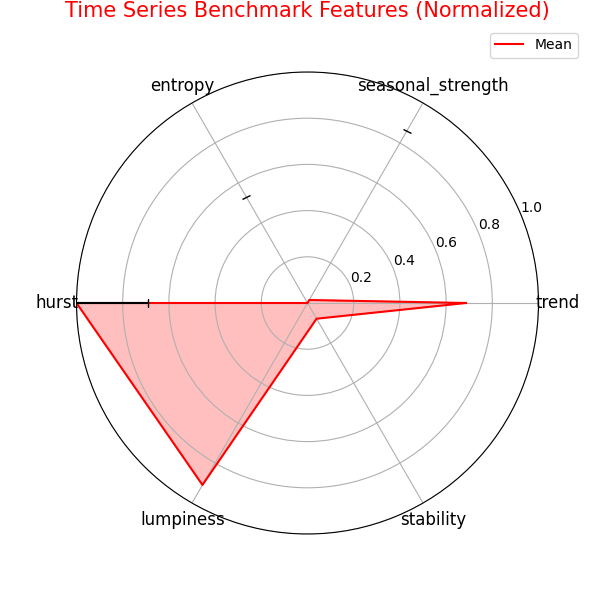 Time Series Benchmark Features (Normalized)
Mean
entropy
seasonal_strength
1.0
0.8
0.6
0.4
0.2
hurst
trend
lumpiness
stability